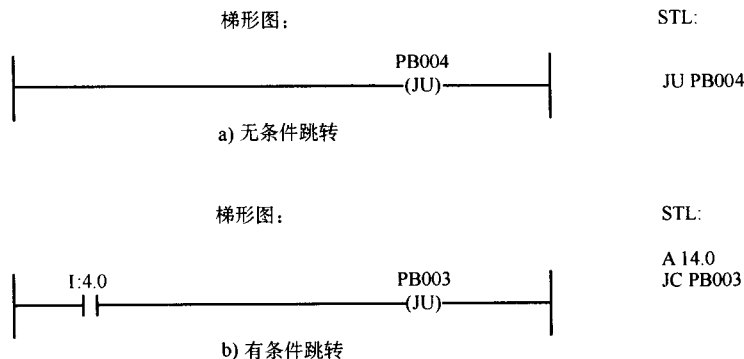 梯形图:
STL:
PB004
(JU)
JU PB004
a) 无条件跳转
梯形图:
STL:
I:4.0
PB003
(JU)
A 14.0
JC PB003
b) 有条件跳转